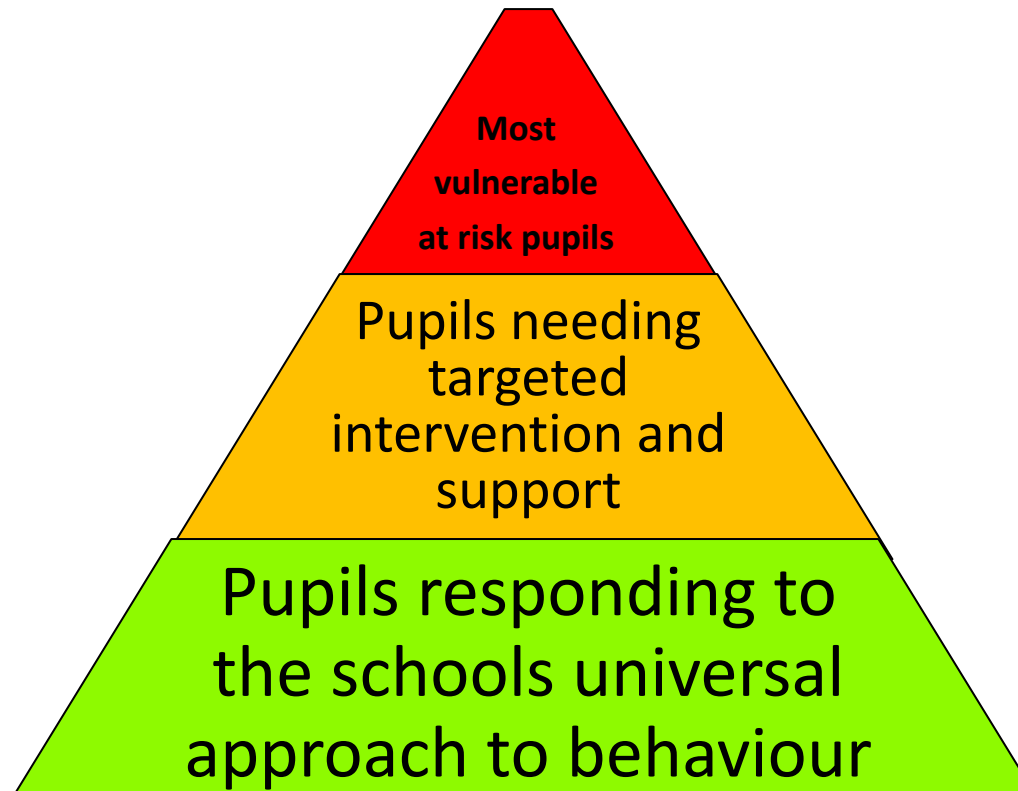 Most
vulnerable
at risk pupils
Pupils needing
targeted
intervention and
support
Pupils responding to
the schools universal
approach to behaviour